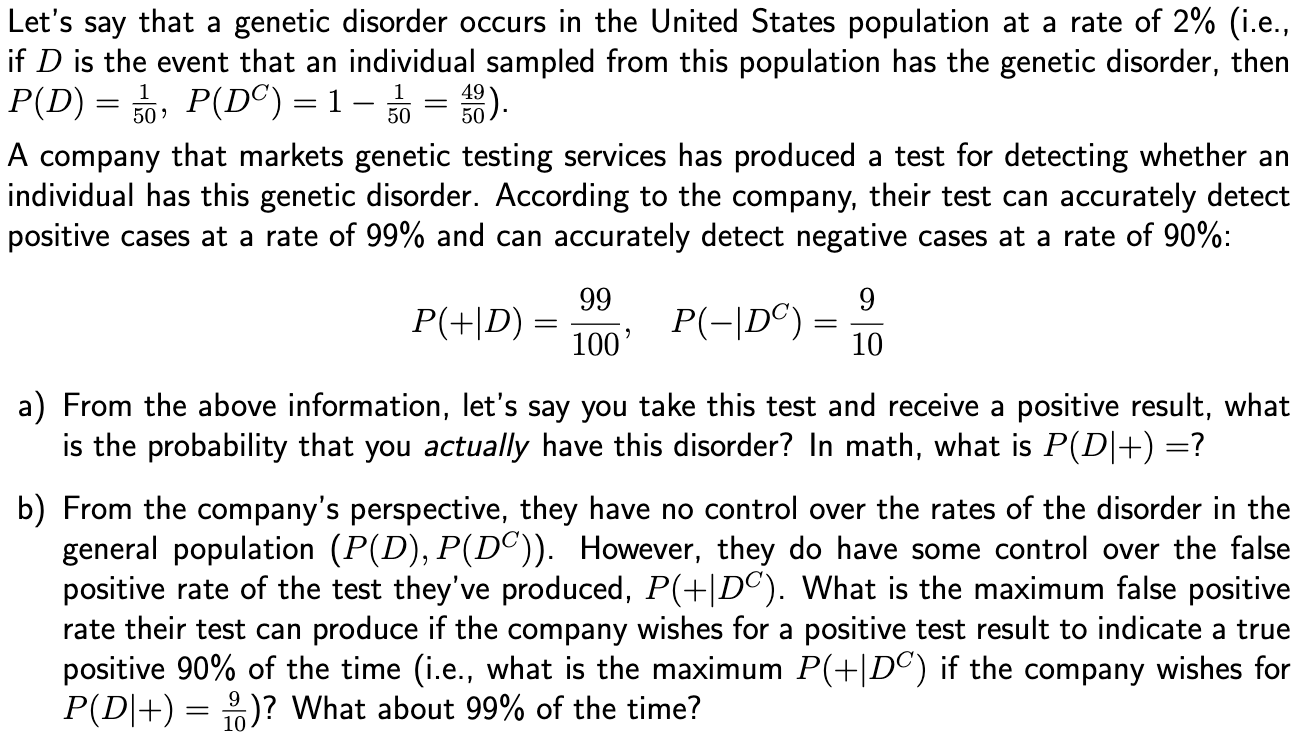 Let's say that a genetic disorder occurs in the United States population at a rate of 2% (i.e.,
if D is the event that an individual sampled from this population has the genetic disorder, then
P(D) = 1/50, P(D^C) = 1 − 1/50 = 49/50).
A company that markets genetic testing services has produced a test for detecting whether an
individual has this genetic disorder. According to the company, their test can accurately detect
positive cases at a rate of 99% and can accurately detect negative cases at a rate of 90%:
P(+|D) = 99/100, P(−|D^C) = 9/10
a) From the above information, let's say you take this test and receive a positive result, what
is the probability that you actually have this disorder? In math, what is P(D|+) =?
b) From the company's perspective, they have no control over the rates of the disorder in the
general population (P(D), P(D^C)). However, they do have some control over the false
positive rate of the test they've produced, P(+|D^C). What is the maximum false positive
rate their test can produce if the company wishes for a positive test result to indicate a true
positive 90% of the time (i.e., what is the maximum P(+|D^C) if the company wishes for
P(D|+) = 9/10)? What about 99% of the time?